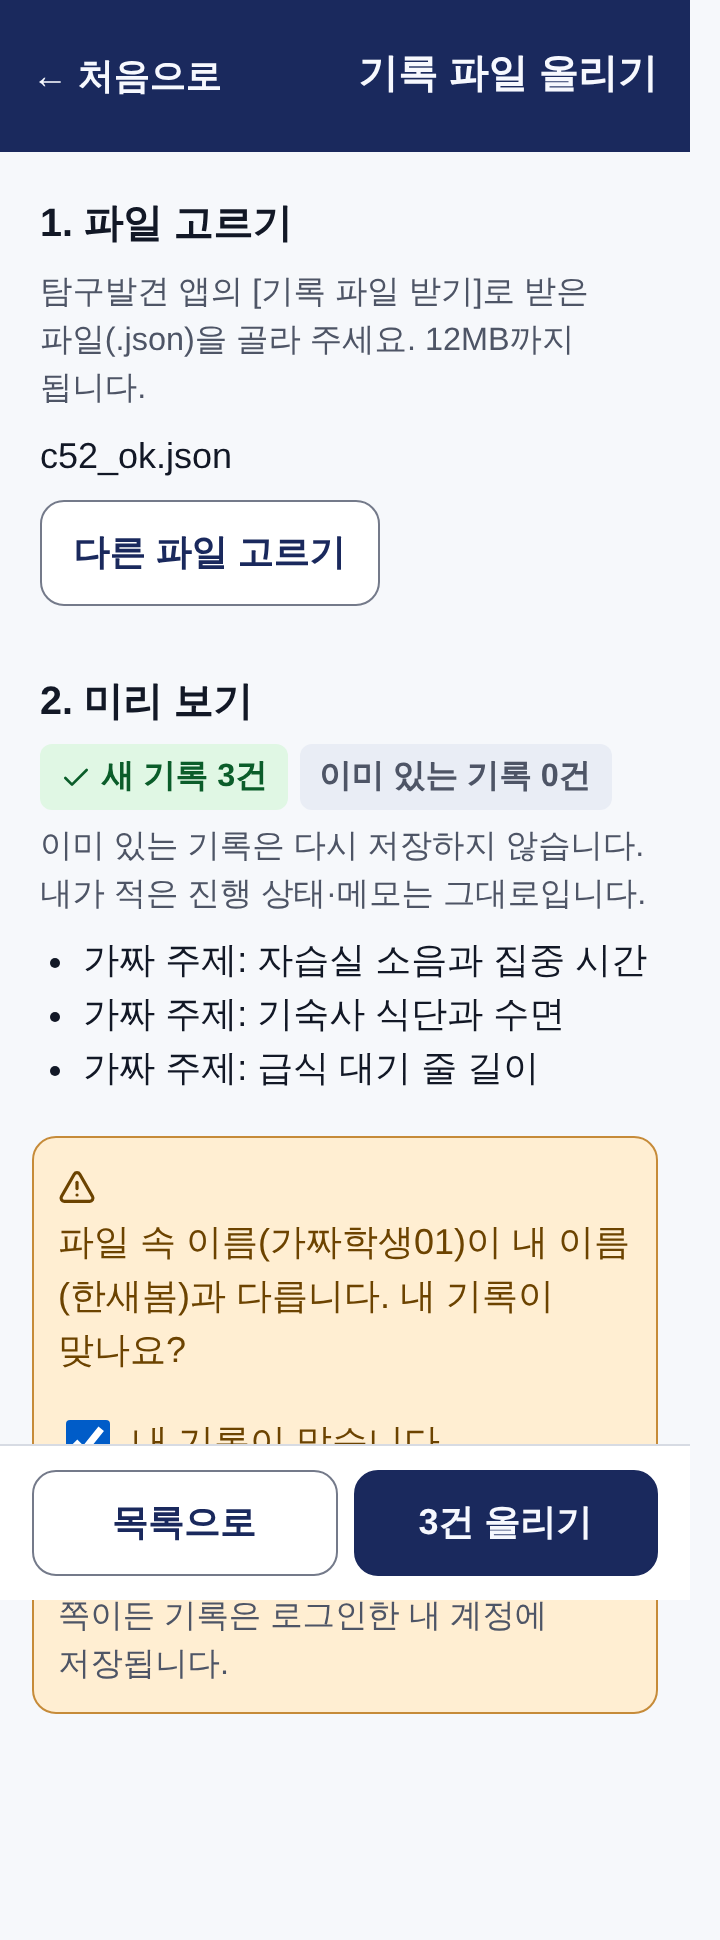 ← 처음으로
기록 파일 올리기
1. 파일 고르기
탐구발견 앱의 [기록 파일 받기]로 받은
파일(.json)을 골라 주세요. 12MB까지
됩니다.
c52_ok.json
다른 파일 고르기
2. 미리 보기
새 기록 3건
이미 있는 기록 0건
이미 있는 기록은 다시 저장하지 않습니다.
내가 적은 진행 상태·메모는 그대로입니다.
• 가짜 주제: 자습실 소음과 집중 시간
• 가짜 주제: 기숙사 식단과 수면
• 가짜 주제: 급식 대기 줄 길이
파일 속 이름(가짜학생01)이 내 이름
(한새봄)과 다릅니다. 내 기록이
맞나요?
내 기록이 맞습니다
목록으로
3건 올리기
쪽이든 기록은 로그인한 내 계정에
저장됩니다.